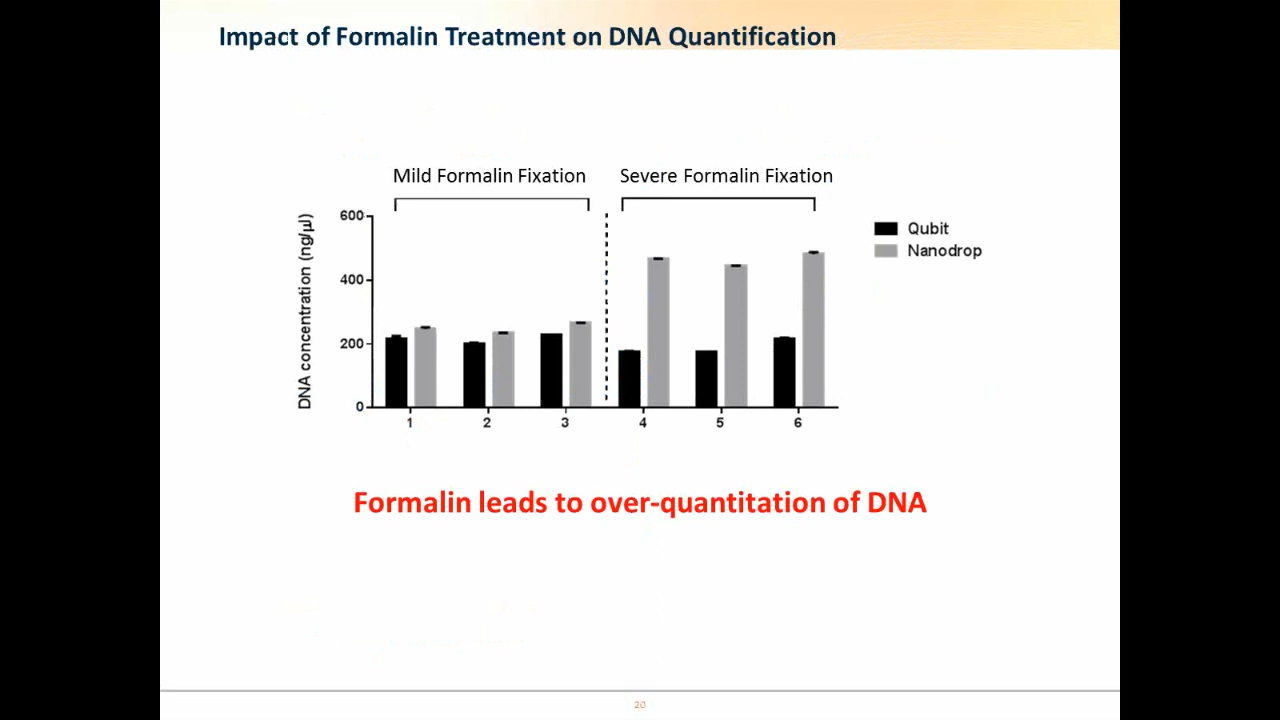 Impact of Formalin Treatment on DNA Quantification
Mild Formalin Fixation
Severe Formalin Fixation
DNA concentration (ng/µl)
600
400
200
0
1
2
3
4
5
6
Qubit
Nanodrop
Formalin leads to over-quantitation of DNA
20